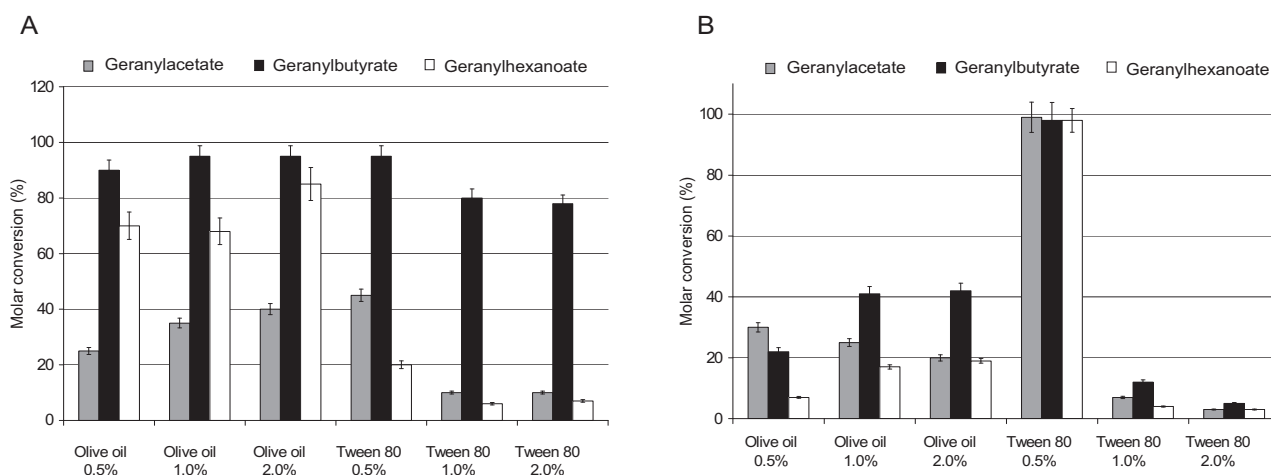 A
Geranylacetate Geranylbutyrate Geranylhexanoate
Molar conversion (%)
120
100
80
60
40
20
0
Olive oil Olive oil Olive oil Tween 80 Tween 80 Tween 80
0.5% 1.0% 2.0% 0.5% 1.0% 2.0%
B
Geranylacetate Geranylbutyrate Geranylhexanoate
Molar conversion (%)
100
80
60
40
20
0
Olive oil Olive oil Olive oil Tween 80 Tween 80 Tween 80
0.5% 1.0% 2.0% 0.5% 1.0% 2.0%